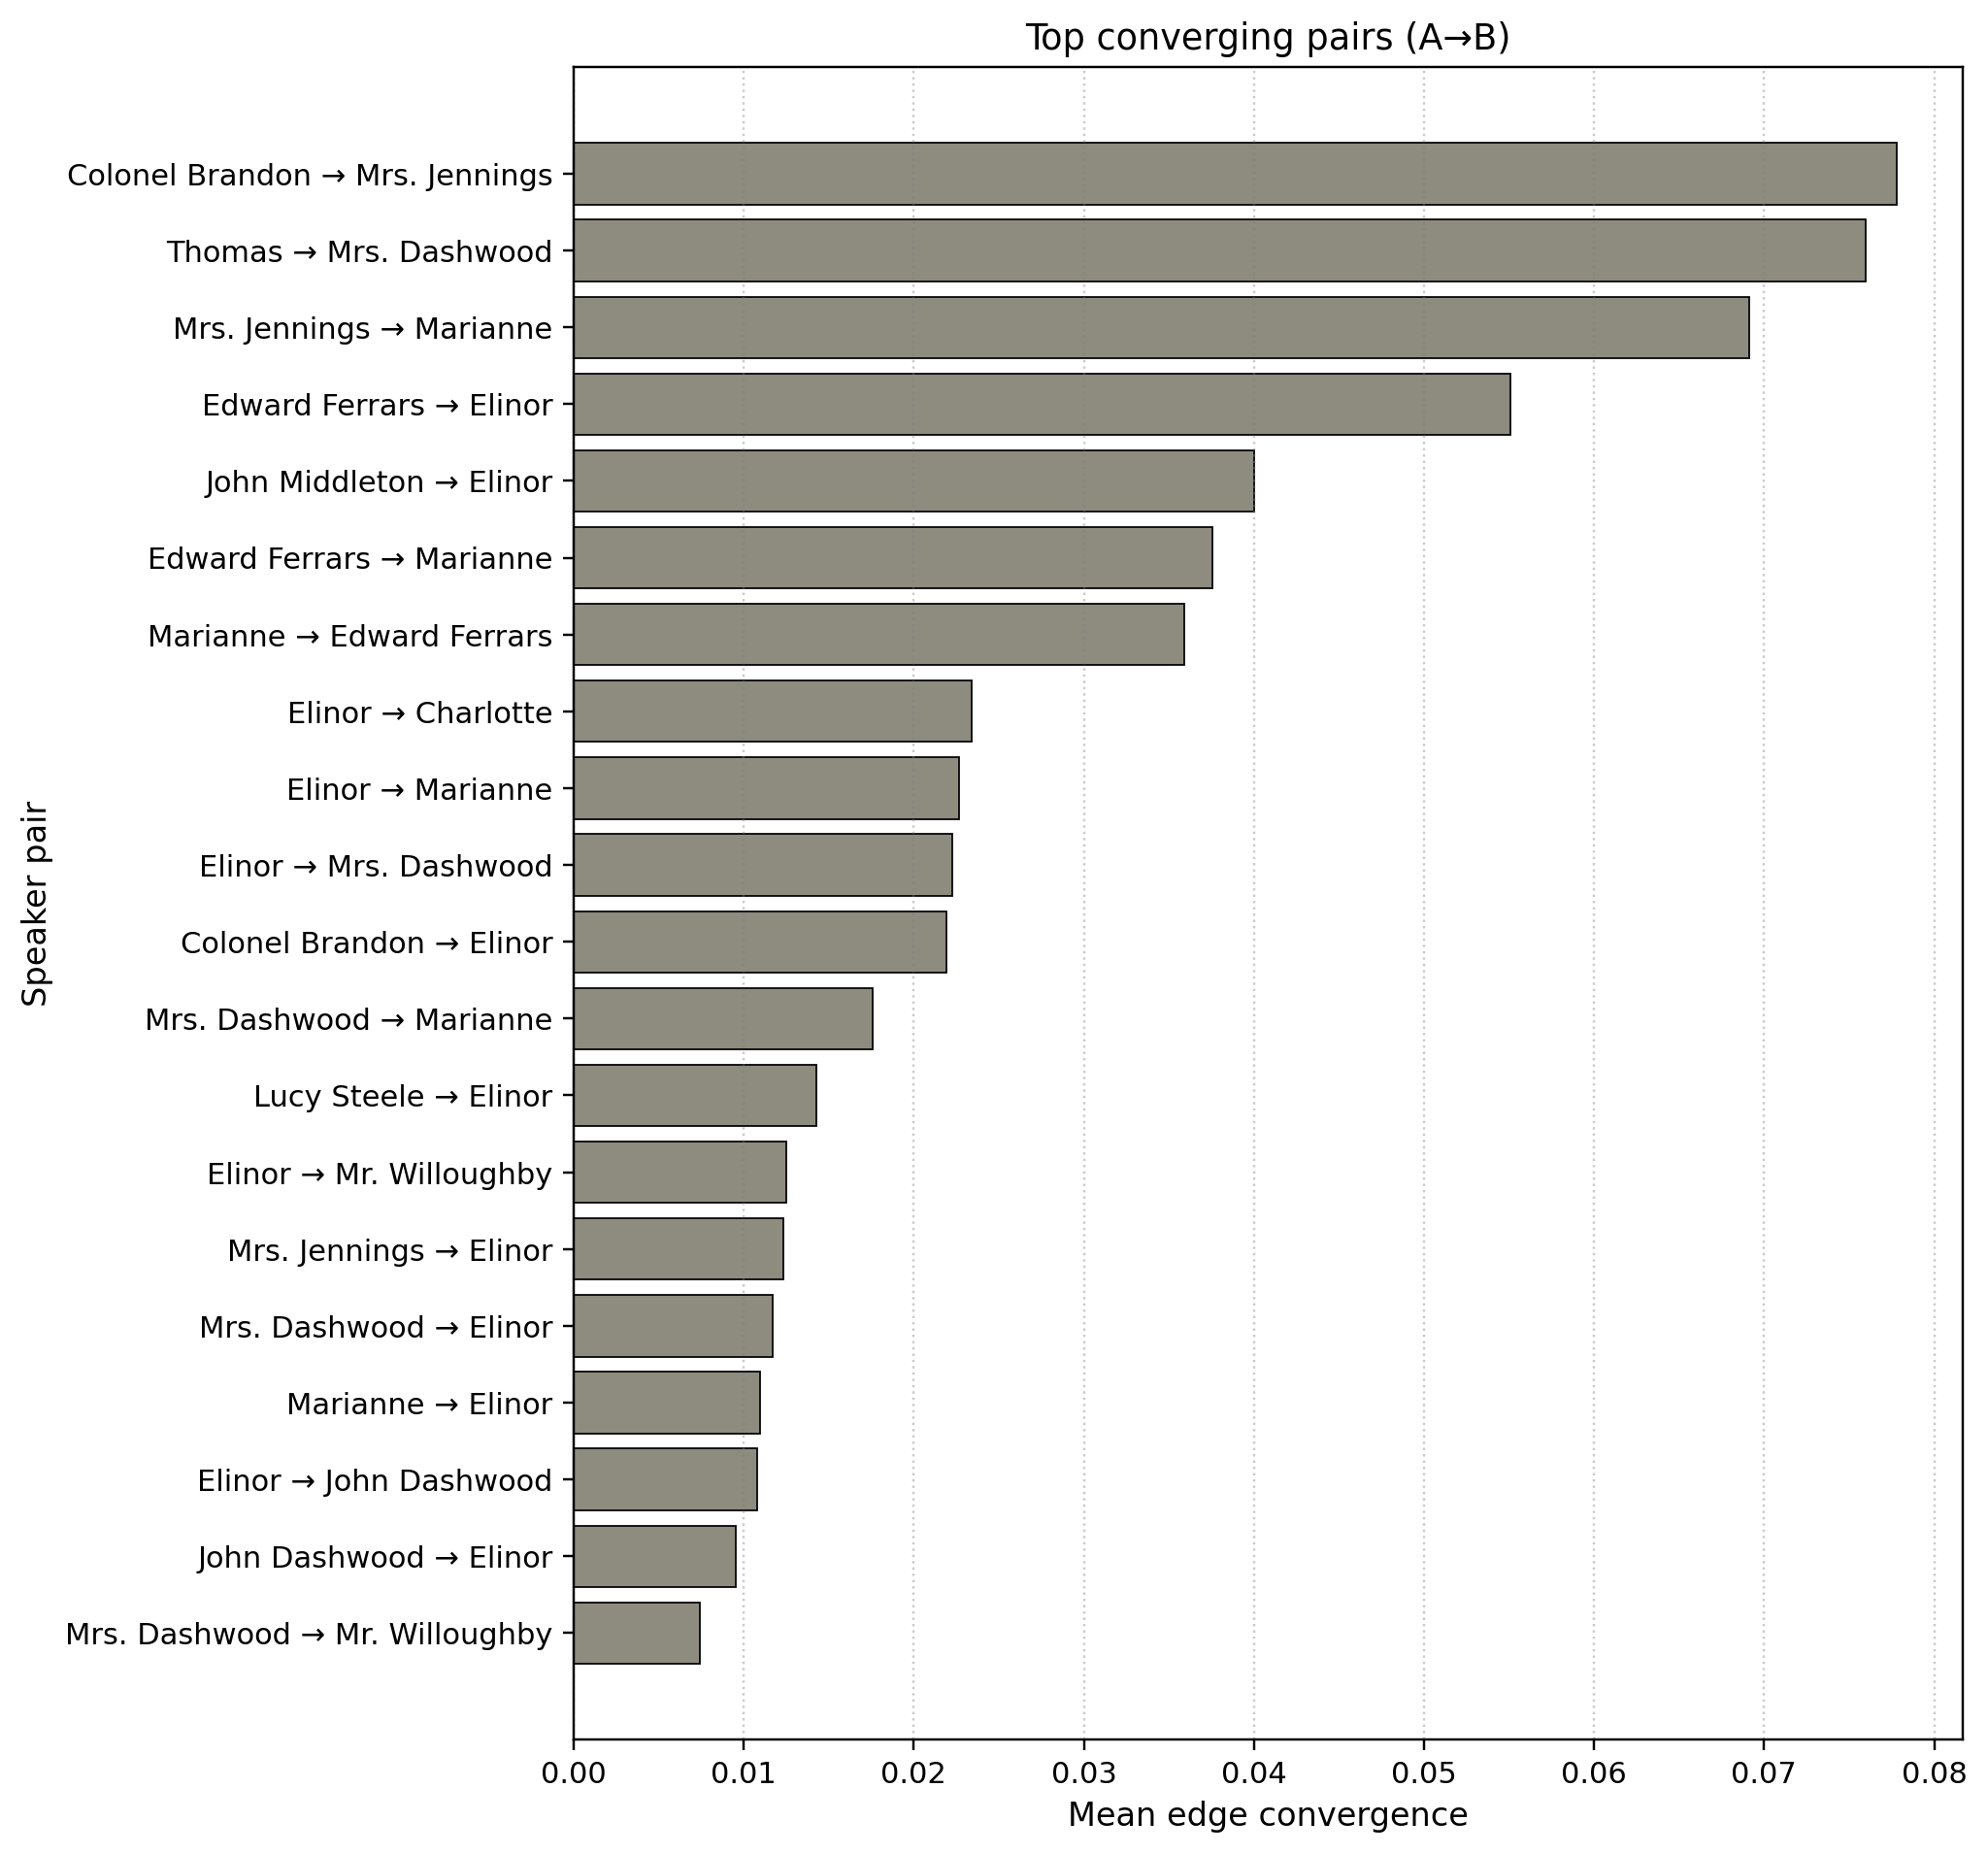 Top converging pairs (A→B)
Speaker pair
Colonel Brandon → Mrs. Jennings
Thomas → Mrs. Dashwood
Mrs. Jennings → Marianne
Edward Ferrars → Elinor
John Middleton → Elinor
Edward Ferrars → Marianne
Marianne → Edward Ferrars
Elinor → Charlotte
Elinor → Marianne
Elinor → Mrs. Dashwood
Colonel Brandon → Elinor
Mrs. Dashwood → Marianne
Lucy Steele → Elinor
Elinor → Mr. Willoughby
Mrs. Jennings → Elinor
Mrs. Dashwood → Elinor
Marianne → Elinor
Elinor → John Dashwood
John Dashwood → Elinor
Mrs. Dashwood → Mr. Willoughby
0.00 0.01 0.02 0.03 0.04 0.05 0.06 0.07 0.08
Mean edge convergence